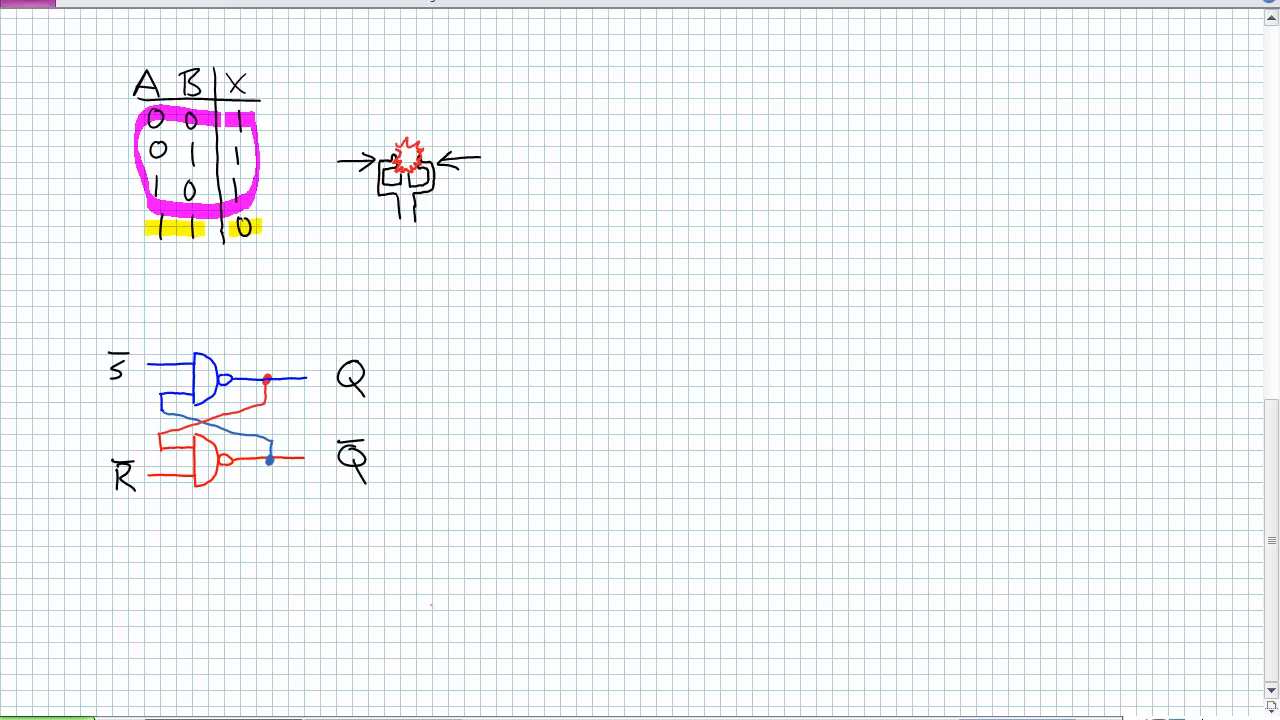 A B X
0 0 1
0 1 1
1 0 1
1 1 0
S̅ Q
R̅ Q̅